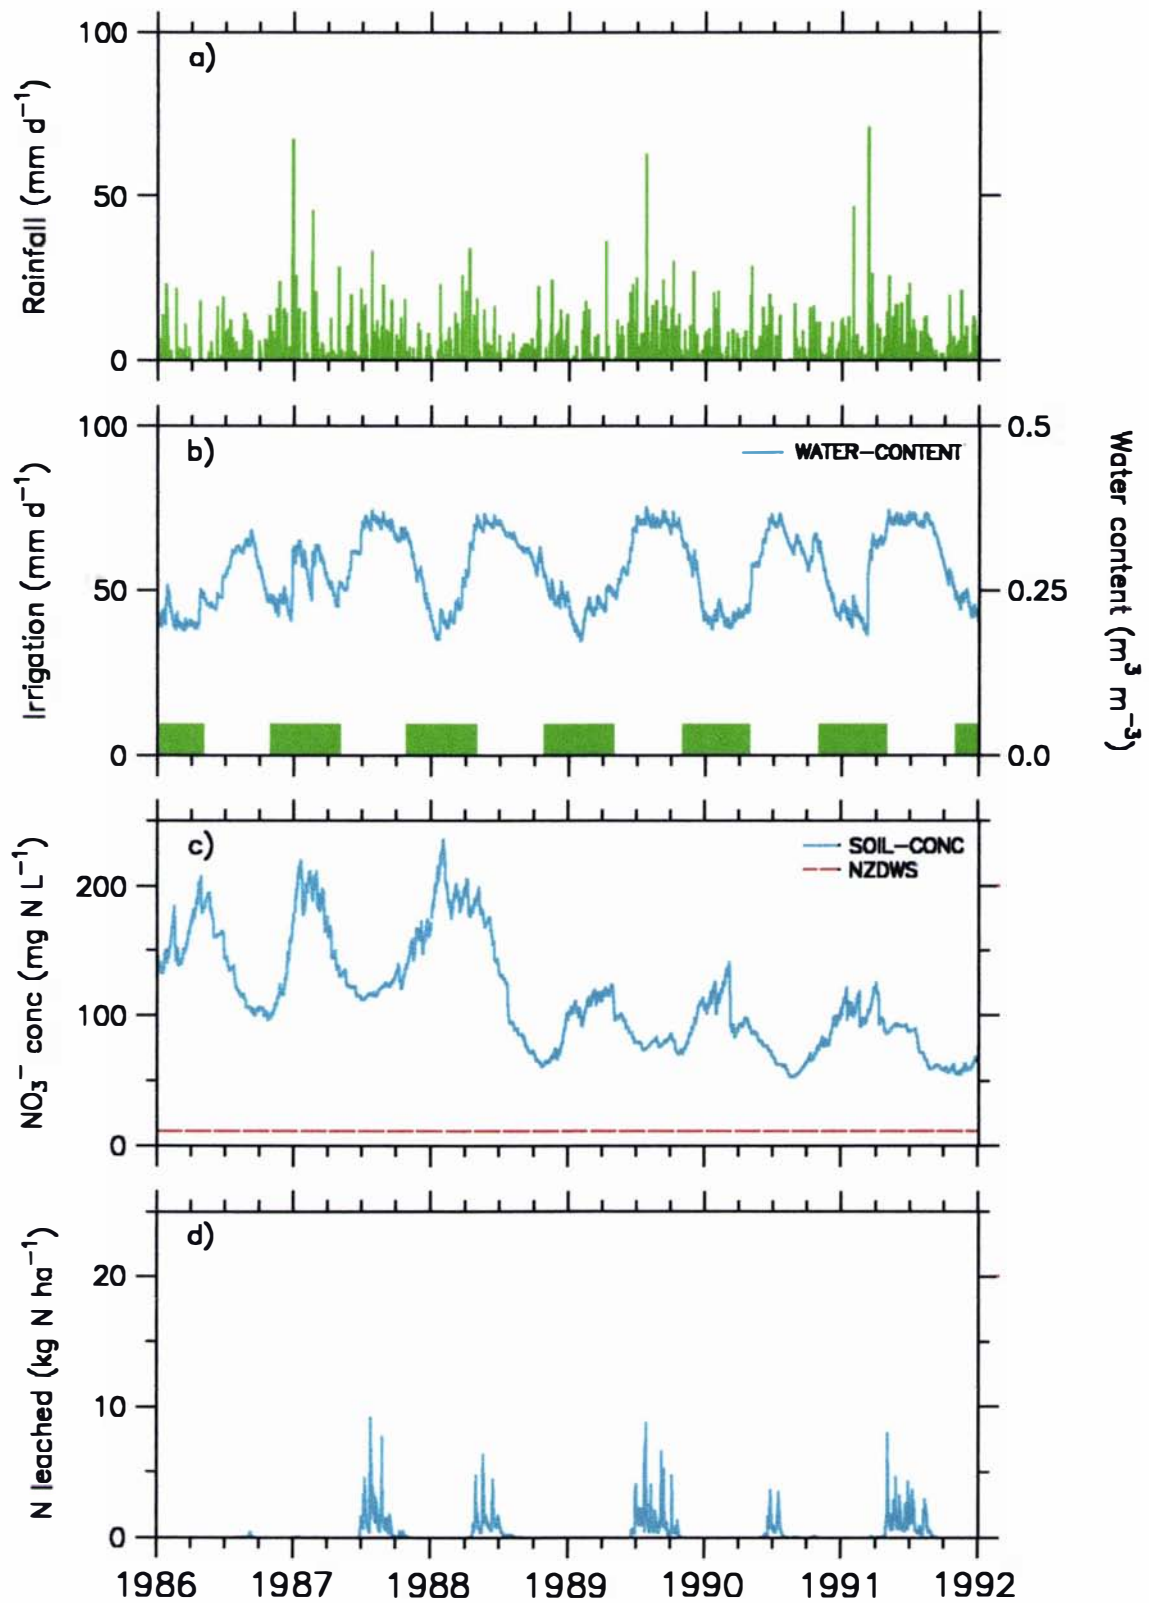 100
a)
50
0
Rainfall (mm d⁻¹)
100
b)
WATER−CONTENT
0.5
50
0.25
0
0.0
Irrigation (mm d⁻¹)
Water content (m³ m⁻³)
c)
SOIL−CONC
NZDWS
200
100
0
NO₃⁻ conc (mg N L⁻¹)
d)
20
10
0
N leached (kg N ha⁻¹)
1986 1987 1988 1989 1990 1991 1992